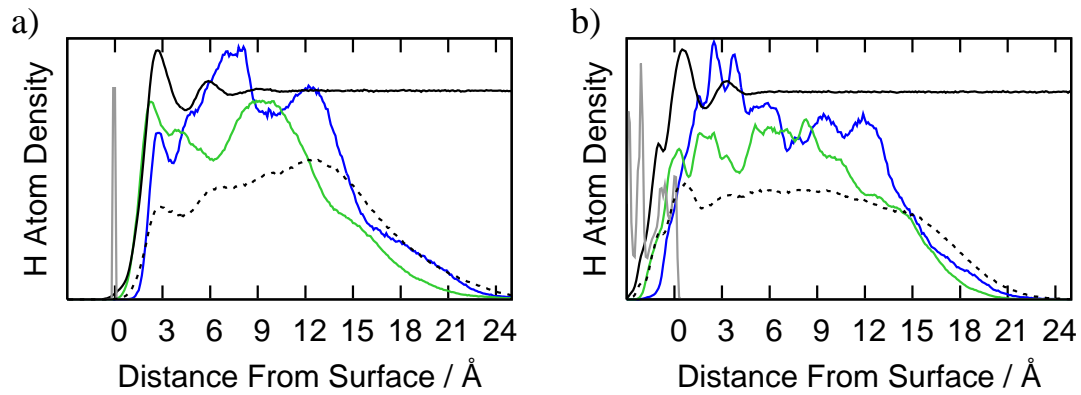 a)
H Atom Density
0 3 6 9 12 15 18 21 24
Distance From Surface / Å
b)
H Atom Density
0 3 6 9 12 15 18 21 24
Distance From Surface / Å